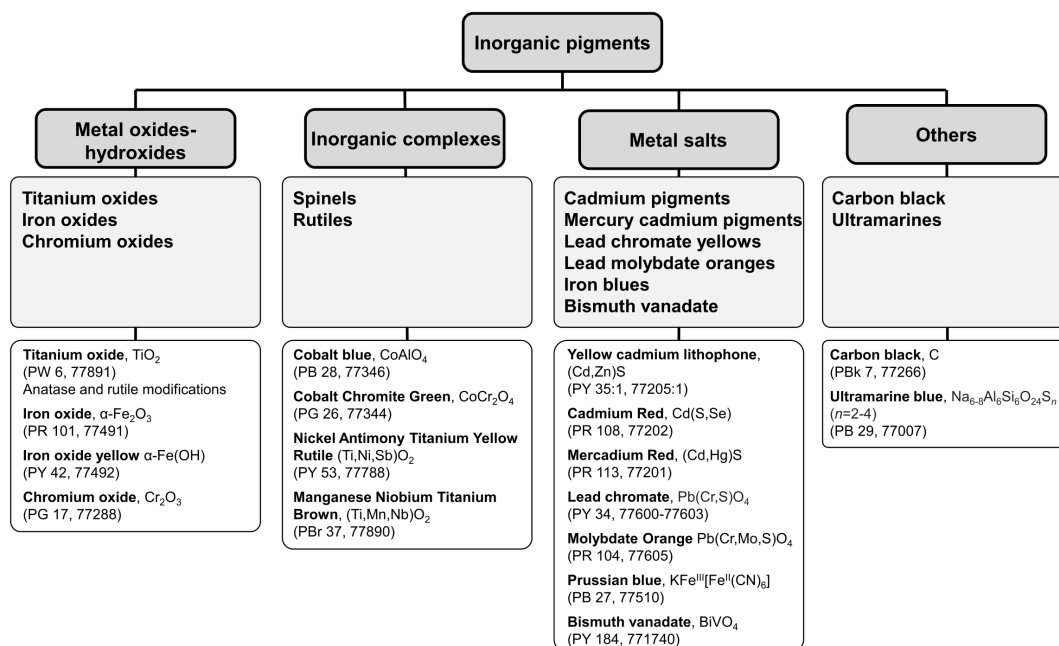 Inorganic pigments
Metal oxides-
hydroxides
Inorganic complexes
Metal salts
Others
Titanium oxides
Iron oxides
Chromium oxides
Spinels
Rutiles
Cadmium pigments
Mercury cadmium pigments
Lead chromate yellows
Lead molybdate oranges
Iron blues
Bismuth vanadate
Carbon black
Ultramarines
Titanium oxide, TiO₂
(PW 6, 77891)
Anatase and rutile modifications
Iron oxide, α-Fe₂O₃
(PR 101, 77491)
Iron oxide yellow α-Fe(OH)
(PY 42, 77492)
Chromium oxide, Cr₂O₃
(PG 17, 77288)
Cobalt blue, CoAlO₄
(PB 28, 77346)
Cobalt Chromite Green, CoCr₂O₄
(PG 26, 77344)
Nickel Antimony Titanium Yellow
Rutile (Ti,Ni,Sb)O₂
(PY 53, 77788)
Manganese Niobium Titanium
Brown, (Ti,Mn,Nb)O₂
(PBr 37, 77890)
Yellow cadmium lithophone,
(Cd,Zn)S
(PY 35:1, 77205:1)
Cadmium Red, Cd(S,Se)
(PR 108, 77202)
Mercadium Red, (Cd,Hg)S
(PR 113, 77201)
Lead chromate, Pb(Cr,S)O₄
(PY 34, 77600-77603)
Molybdate Orange Pb(Cr,Mo,S)O₄
(PR 104, 77605)
Prussian blue, KFeᴵᴵᴵ[Feᴵᴵ(CN)₆]
(PB 27, 77510)
Bismuth vanadate, BiVO₄
(PY 184, 771740)
Carbon black, C
(PBk 7, 77266)
Ultramarine blue, Na₆₋₈Al₆Si₆O₂₄Sₙ
(n=2-4)
(PB 29, 77007)